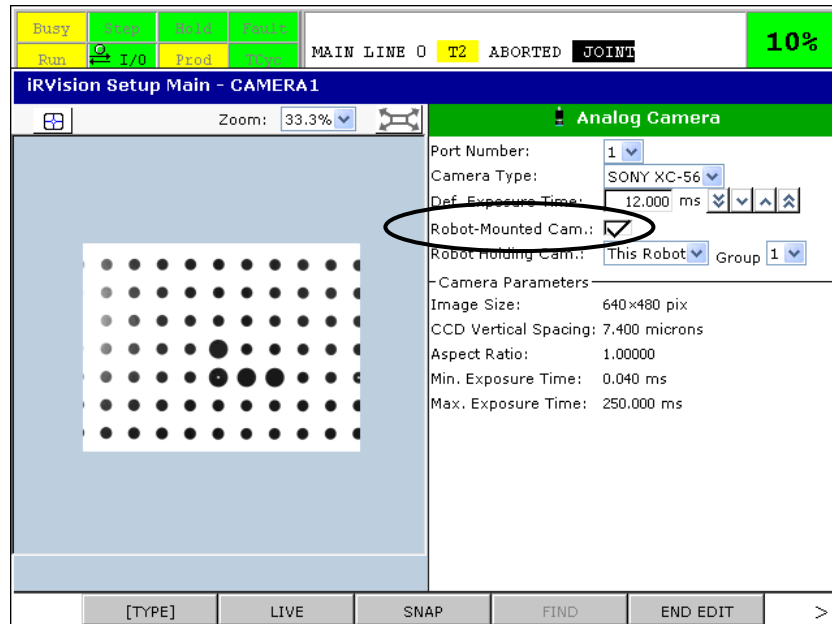 Busy Step Hold Fault
Run I/O Prod TCyc
MAIN LINE 0 T2 ABORTED JOINT
10%
iRVision Setup Main - CAMERA1
Zoom: 33.3%
Analog Camera
Port Number: 1
Camera Type: SONY XC-56
Def. Exposure Time: 12.000 ms
Robot-Mounted Cam.:
Robot Holding Cam.: This Robot Group 1
Camera Parameters
Image Size: 640×480 pix
CCD Vertical Spacing: 7.400 microns
Aspect Ratio: 1.00000
Min. Exposure Time: 0.040 ms
Max. Exposure Time: 250.000 ms
[TYPE] LIVE SNAP FIND END EDIT >